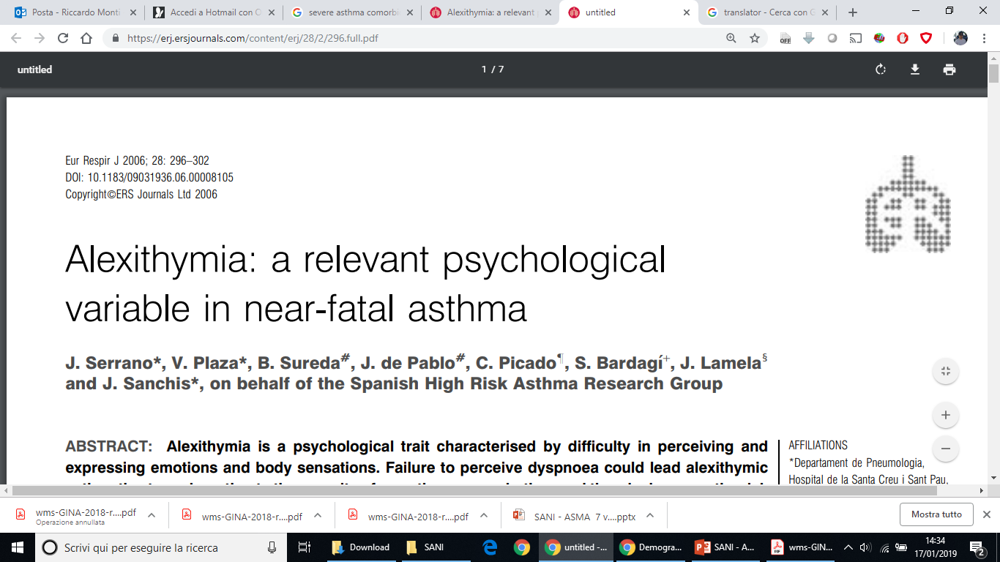 Posta - Riccardo Monti
Accedi a Hotmail con O
severe asthma comorbi
Alexithymia: a relevant
untitled
translator - Cerca con G
https://erj.ersjournals.com/content/erj/28/2/296.full.pdf
OFF
untitled
1 / 7
Eur Respir J 2006; 28: 296–302
DOI: 10.1183/09031936.06.00008105
Copyright©ERS Journals Ltd 2006
Alexithymia: a relevant psychological
variable in near-fatal asthma
J. Serrano*, V. Plaza*, B. Sureda#, J. de Pablo#, C. Picado¶, S. Bardagí+, J. Lamela§
and J. Sanchis*, on behalf of the Spanish High Risk Asthma Research Group
ABSTRACT: Alexithymia is a psychological trait characterised by difficulty in perceiving and
expressing emotions and body sensations. Failure to perceive dyspnoea could lead alexithymic
AFFILIATIONS
*Departament de Pneumologia,
Hospital de la Santa Creu i Sant Pau,
wms-GINA-2018-r....pdf
Operazione annullata
wms-GINA-2018-r....pdf
wms-GINA-2018-r....pdf
SANI - ASMA 7 v....pptx
Mostra tutto
Scrivi qui per eseguire la ricerca
Download
SANI
untitled -...
Demogra...
SANI - A...
wms-GIN...
14:34
17/01/2019
2